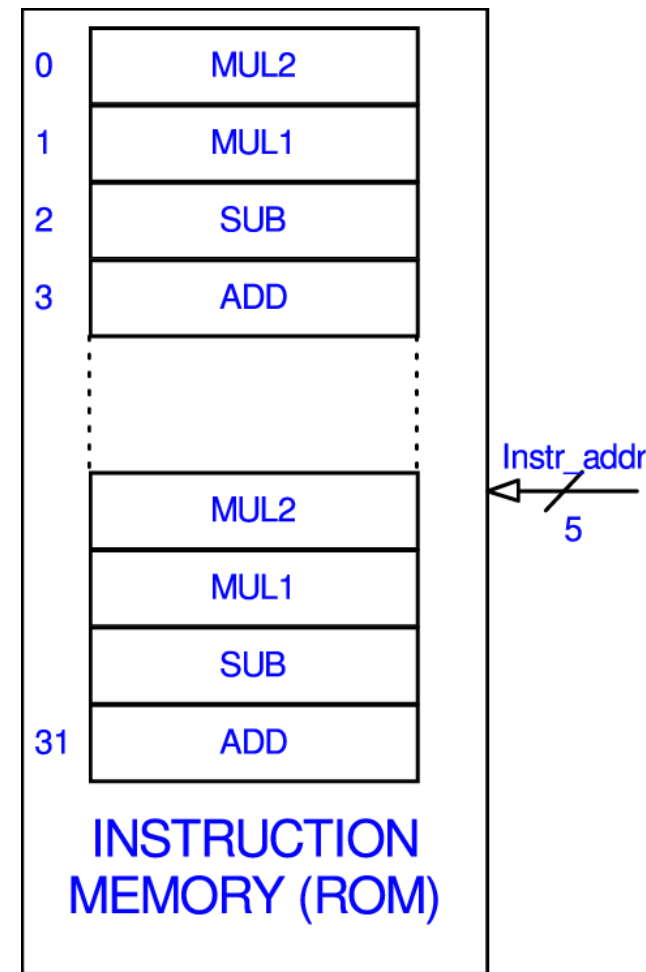 0 MUL2
1 MUL1
2 SUB
3 ADD
Instr_addr
5
MUL2
MUL1
SUB
31 ADD
INSTRUCTION
MEMORY (ROM)